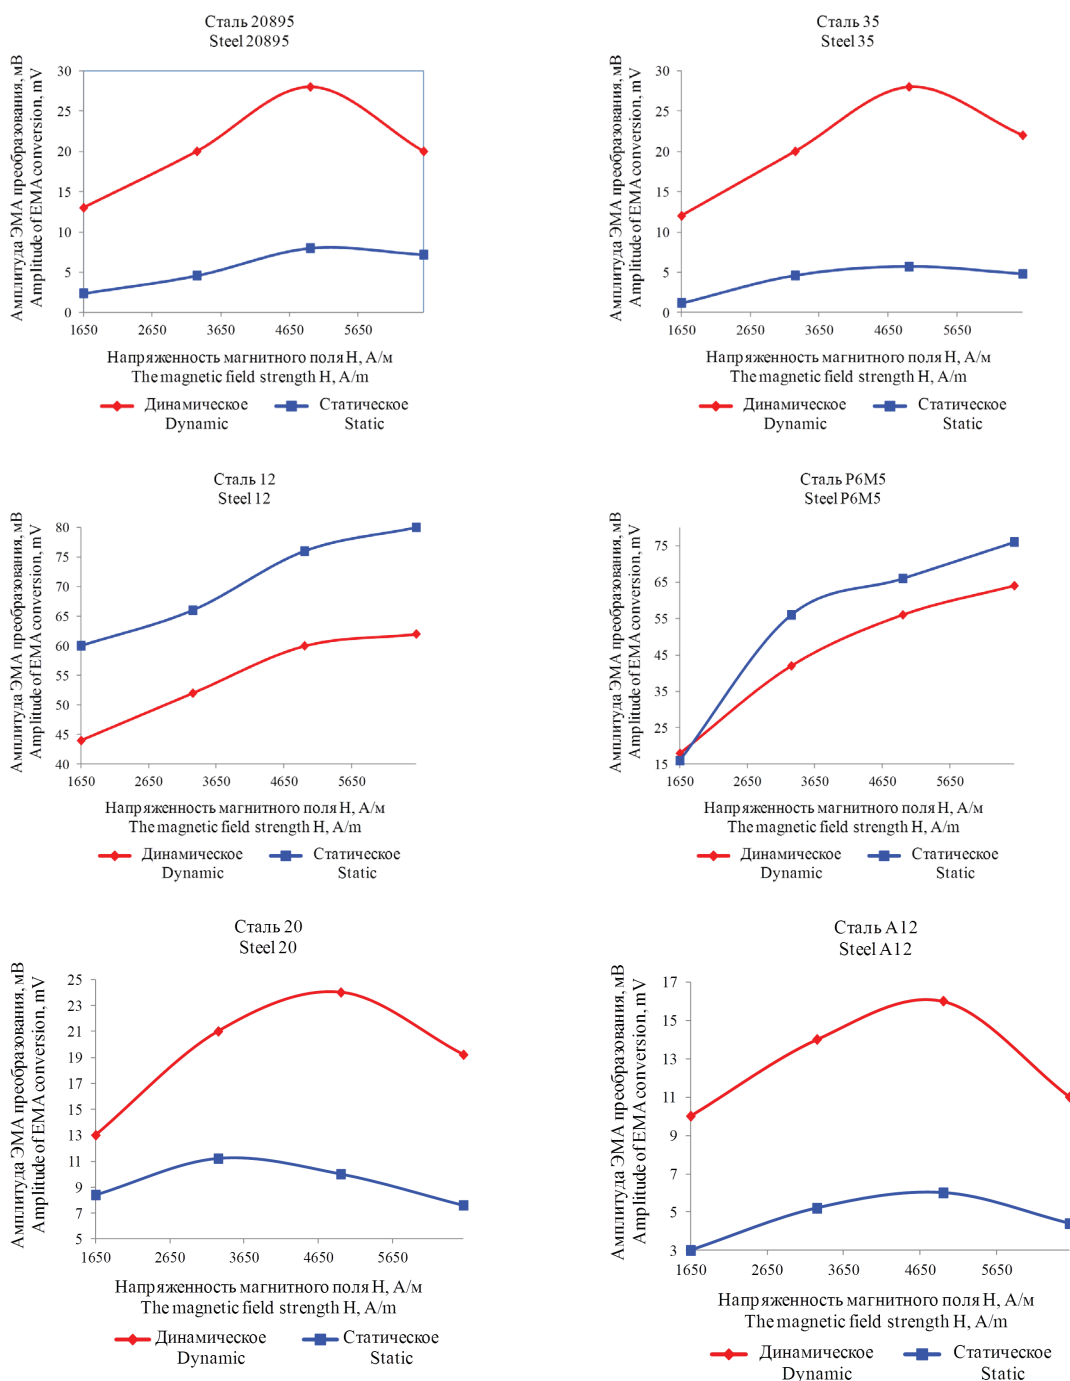 Сталь 20895
Steel 20895
Амплитуда ЭМА преобразования, мВ
Amplitude of EMA conversion, mV
30
25
20
15
10
5
0
1650 2650 3650 4650 5650
Напряженность магнитного поля H, А/м
The magnetic field strength H, A/m
Динамическое Статическое
Dynamic Static
Сталь 35
Steel 35
Амплитуда ЭМА преобразования, мВ
Amplitude of EMA conversion, mV
30
25
20
15
10
5
0
1650 2650 3650 4650 5650
Напряженность магнитного поля H, А/м
The magnetic field strength H, A/m
Динамическое Статическое
Dynamic Static
Сталь 12
Steel 12
Амплитуда ЭМА преобразования, мВ
Amplitude of EMA conversion, mV
80
75
70
65
60
55
50
45
40
1650 2650 3650 4650 5650
Напряженность магнитного поля H, А/м
The magnetic field strength H, A/m
Динамическое Статическое
Dynamic Static
Сталь Р6М5
Steel P6M5
Амплитуда ЭМА преобразования, мВ
Amplitude of EMA conversion, mV
75
65
55
45
35
25
15
1650 2650 3650 4650 5650
Напряженность магнитного поля H, А/м
The magnetic field strength H, A/m
Динамическое Статическое
Dynamic Static
Сталь 20
Steel 20
Амплитуда ЭМА преобразования, мВ
Amplitude of EMA conversion, mV
25
23
21
19
17
15
13
11
9
7
5
1650 2650 3650 4650 5650
Напряженность магнитного поля H, А/м
The magnetic field strength H, A/m
Динамическое Статическое
Dynamic Static
Сталь А12
Steel A12
Амплитуда ЭМА преобразования, мВ
Amplitude of EMA conversion, mV
17
15
13
11
9
7
5
3
1650 2650 3650 4650 5650
Напряженность магнитного поля H, А/м
The magnetic field strength H, A/m
Динамическое Статическое
Dynamic Static